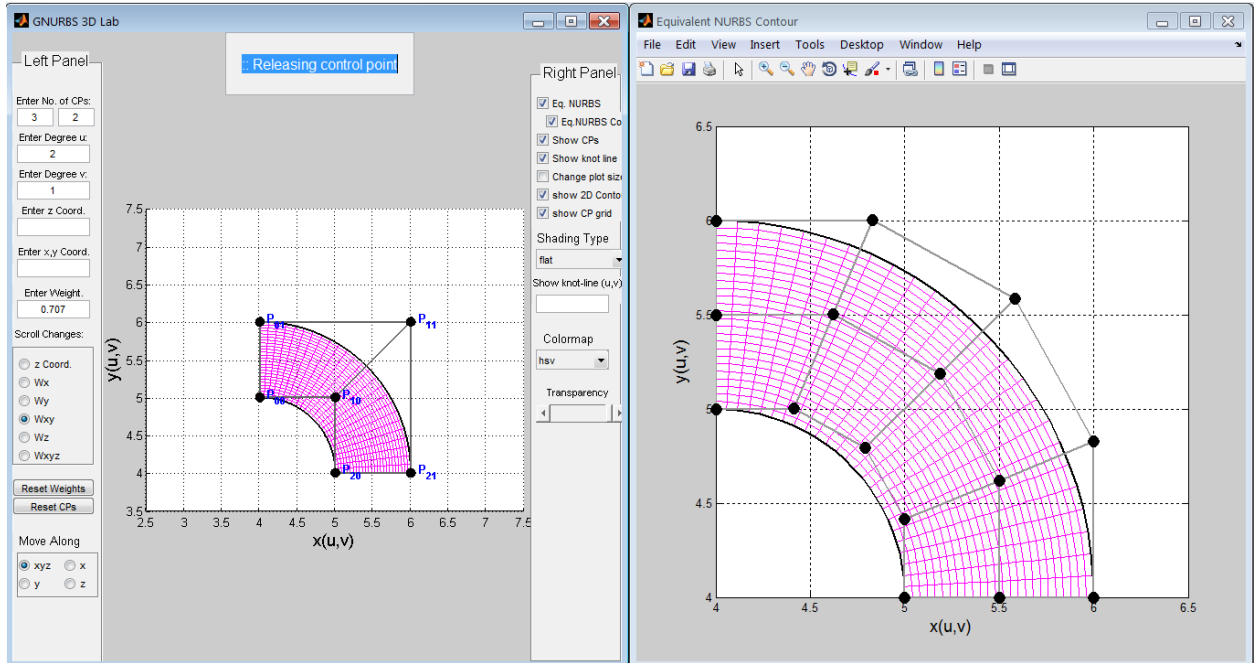 GNURBS 3D Lab
Left Panel
Enter No. of CPs:
3 2
Enter Degree u:
2
Enter Degree v:
1
Enter z Coord.
Enter x,y Coord.
Enter Weight.
0.707
Scroll Changes:
z Coord.
Wx
Wy
Wxy
Wz
Wxyz
Reset Weights
Reset CPs
Move Along
xyz x
y z
:: Releasing control point
7.5
7
6.5
6
5.5
5
4.5
4
3.5
y(u,v)
P01 P11
P00 P10
P20 P21
2.5 3 3.5 4 4.5 5 5.5 6 6.5 7 7.5
x(u,v)
Right Panel
Eq. NURBS
Eq.NURBS Co
Show CPs
Show knot line
Change plot size
show 2D Conto
show CP grid
Shading Type
flat
Show knot-line (u,v)
Colormap
hsv
Transparency
Equivalent NURBS Contour
File Edit View Insert Tools Desktop Window Help
6.5
6
5.5
5
4.5
4
y(u,v)
4 4.5 5 5.5 6 6.5
x(u,v)